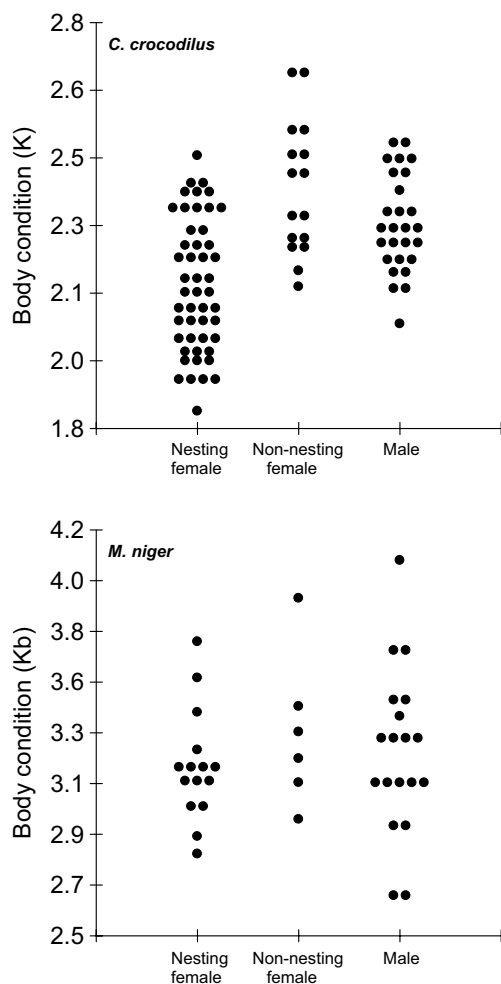 2.8
C. crocodilus
2.6
2.5
2.3
2.1
2.0
1.8
Body condition (K)
Nesting female
Non-nesting female
Male
4.2
M. niger
4.0
3.8
3.6
3.3
3.1
2.9
2.7
2.5
Body condition (Kb)
Nesting female
Non-nesting female
Male